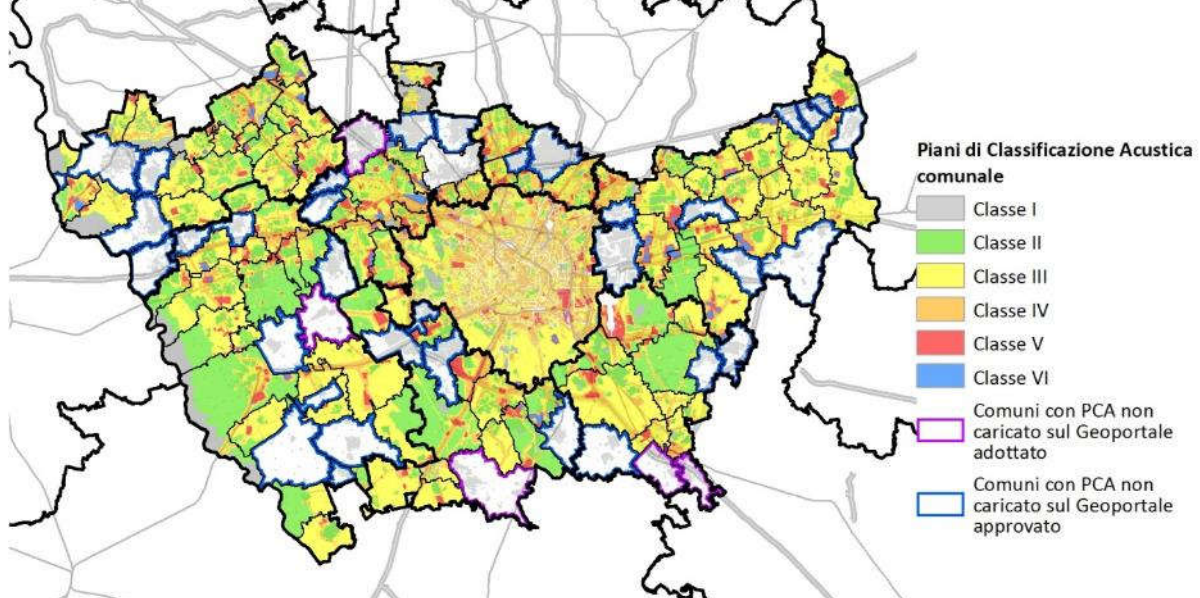 Piani di Classificazione Acustica
comunale
Classe I
Classe II
Classe III
Classe IV
Classe V
Classe VI
Comuni con PCA non
caricato sul Geoportale
adottato
Comuni con PCA non
caricato sul Geoportale
approvato